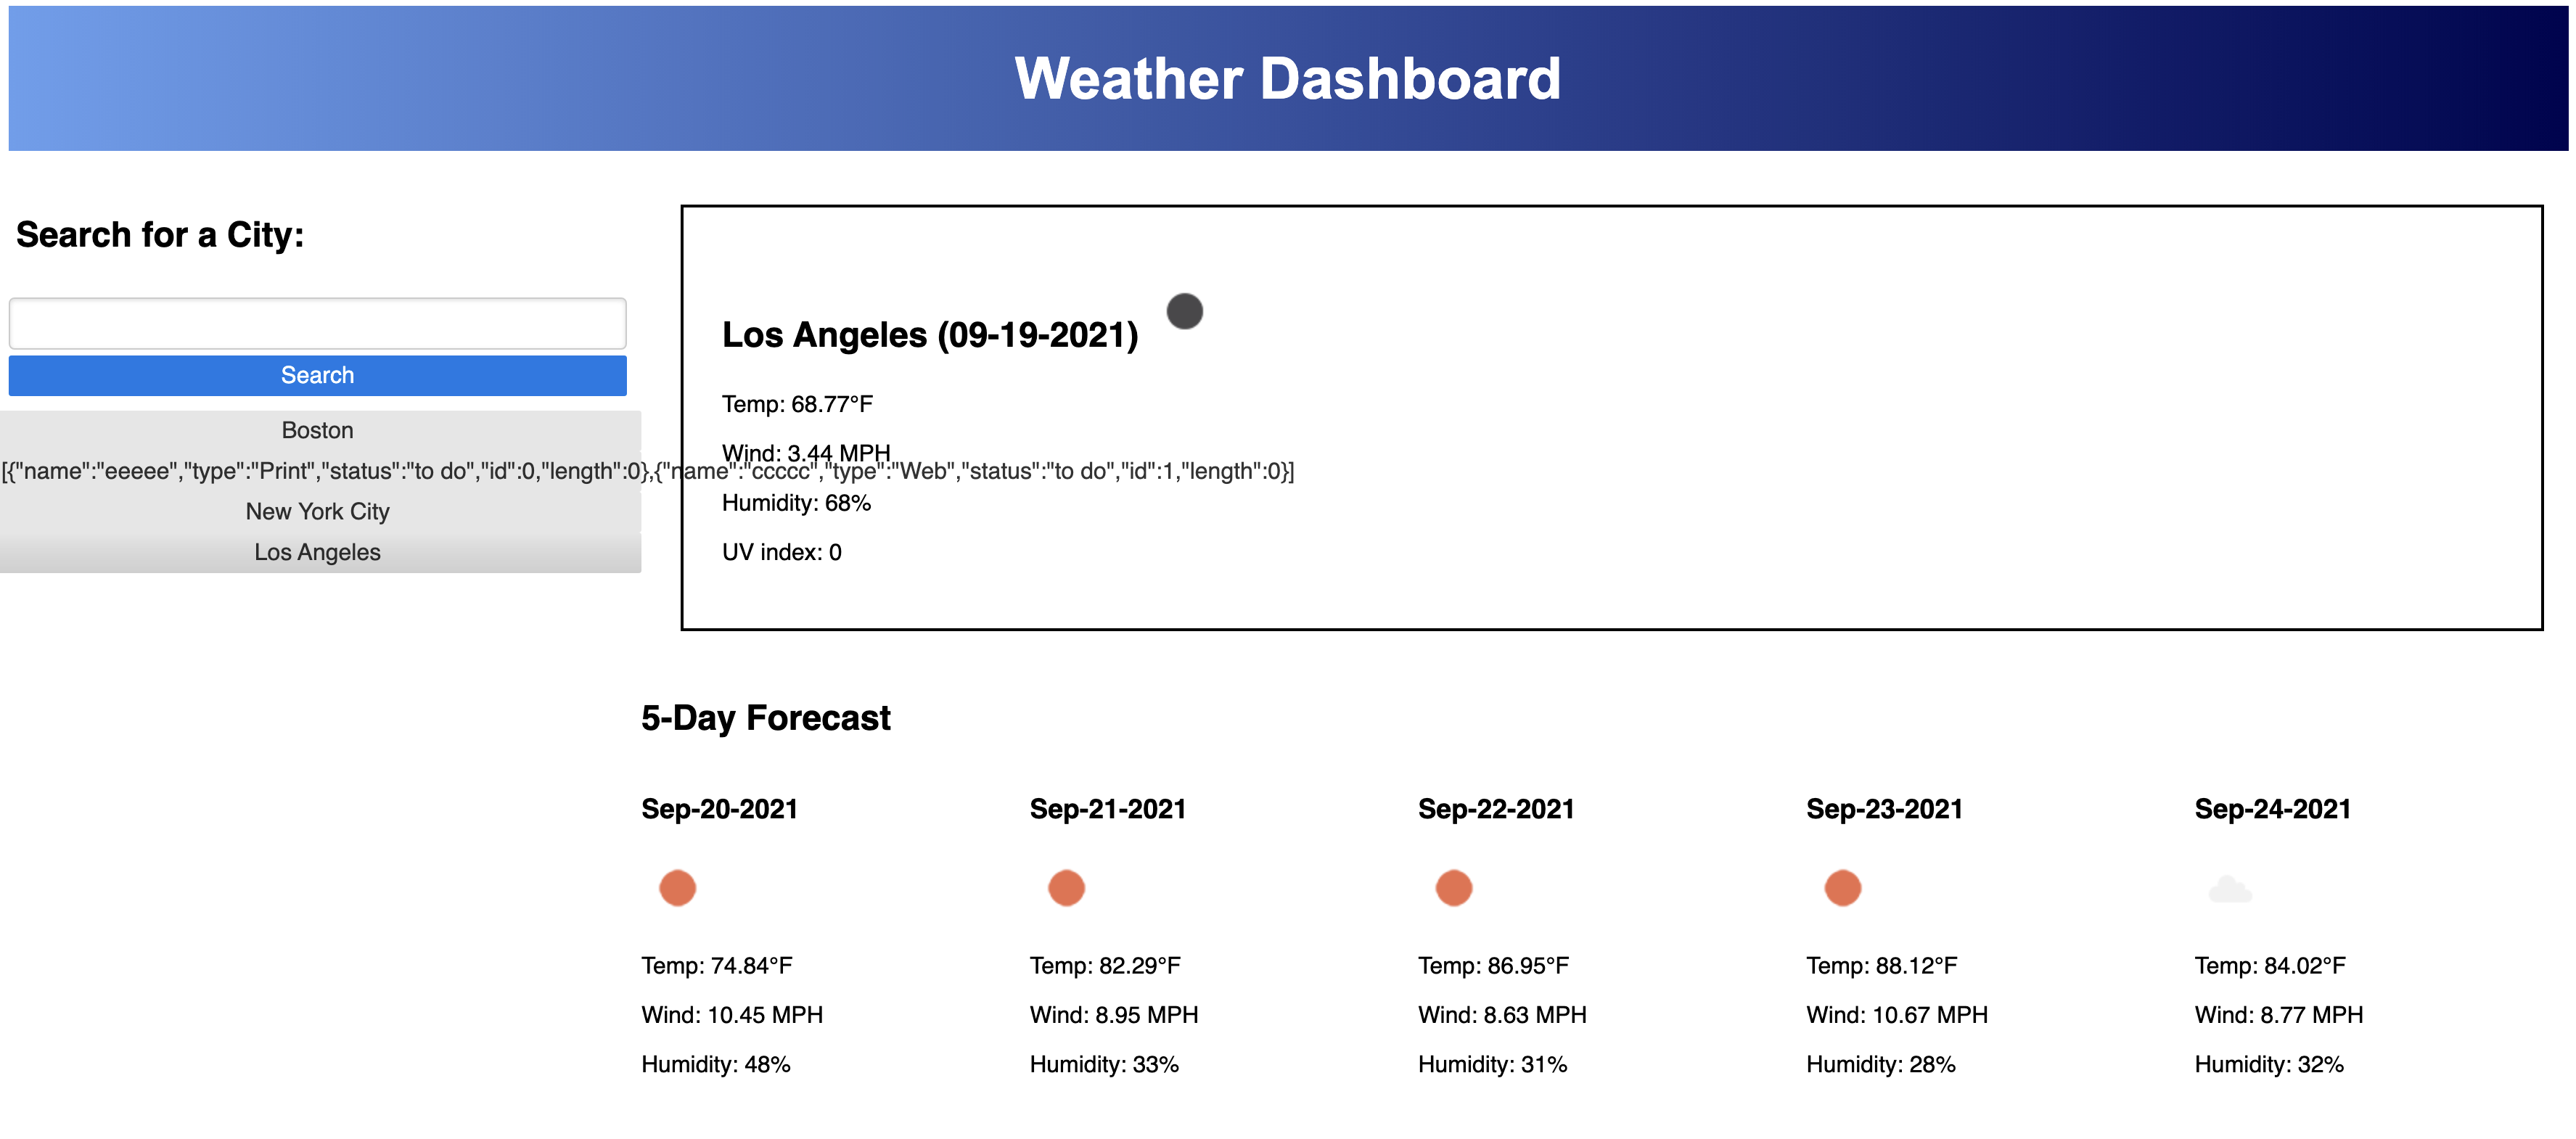 Weather Dashboard
Search for a City:
Search
Boston
[{"name":"eeeee","type":"Print","status":"to do","id":0,"length":0},{"name":"ccccc","type":"Web","status":"to do","id":1,"length":0}]
New York City
Los Angeles
Los Angeles (09-19-2021)
Temp: 68.77°F
Wind: 3.44 MPH
Humidity: 68%
UV index: 0
5-Day Forecast
Sep-20-2021
Temp: 74.84°F
Wind: 10.45 MPH
Humidity: 48%
Sep-21-2021
Temp: 82.29°F
Wind: 8.95 MPH
Humidity: 33%
Sep-22-2021
Temp: 86.95°F
Wind: 8.63 MPH
Humidity: 31%
Sep-23-2021
Temp: 88.12°F
Wind: 10.67 MPH
Humidity: 28%
Sep-24-2021
Temp: 84.02°F
Wind: 8.77 MPH
Humidity: 32%